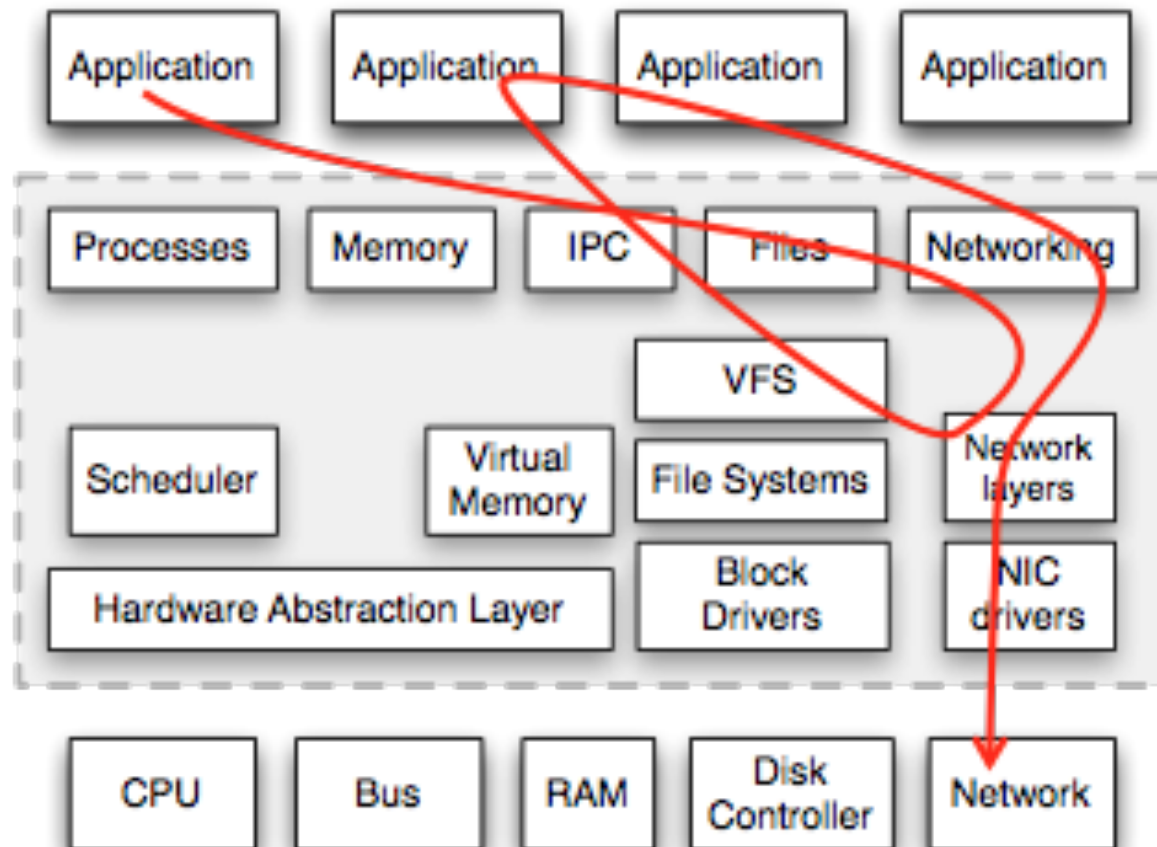 Application
Application
Application
Application
Processes
Memory
IPC
Files
Networking
VFS
Scheduler
Virtual
Memory
File Systems
Network
layers
Hardware Abstraction Layer
Block
Drivers
NIC
drivers
CPU
Bus
RAM
Disk
Controller
Network